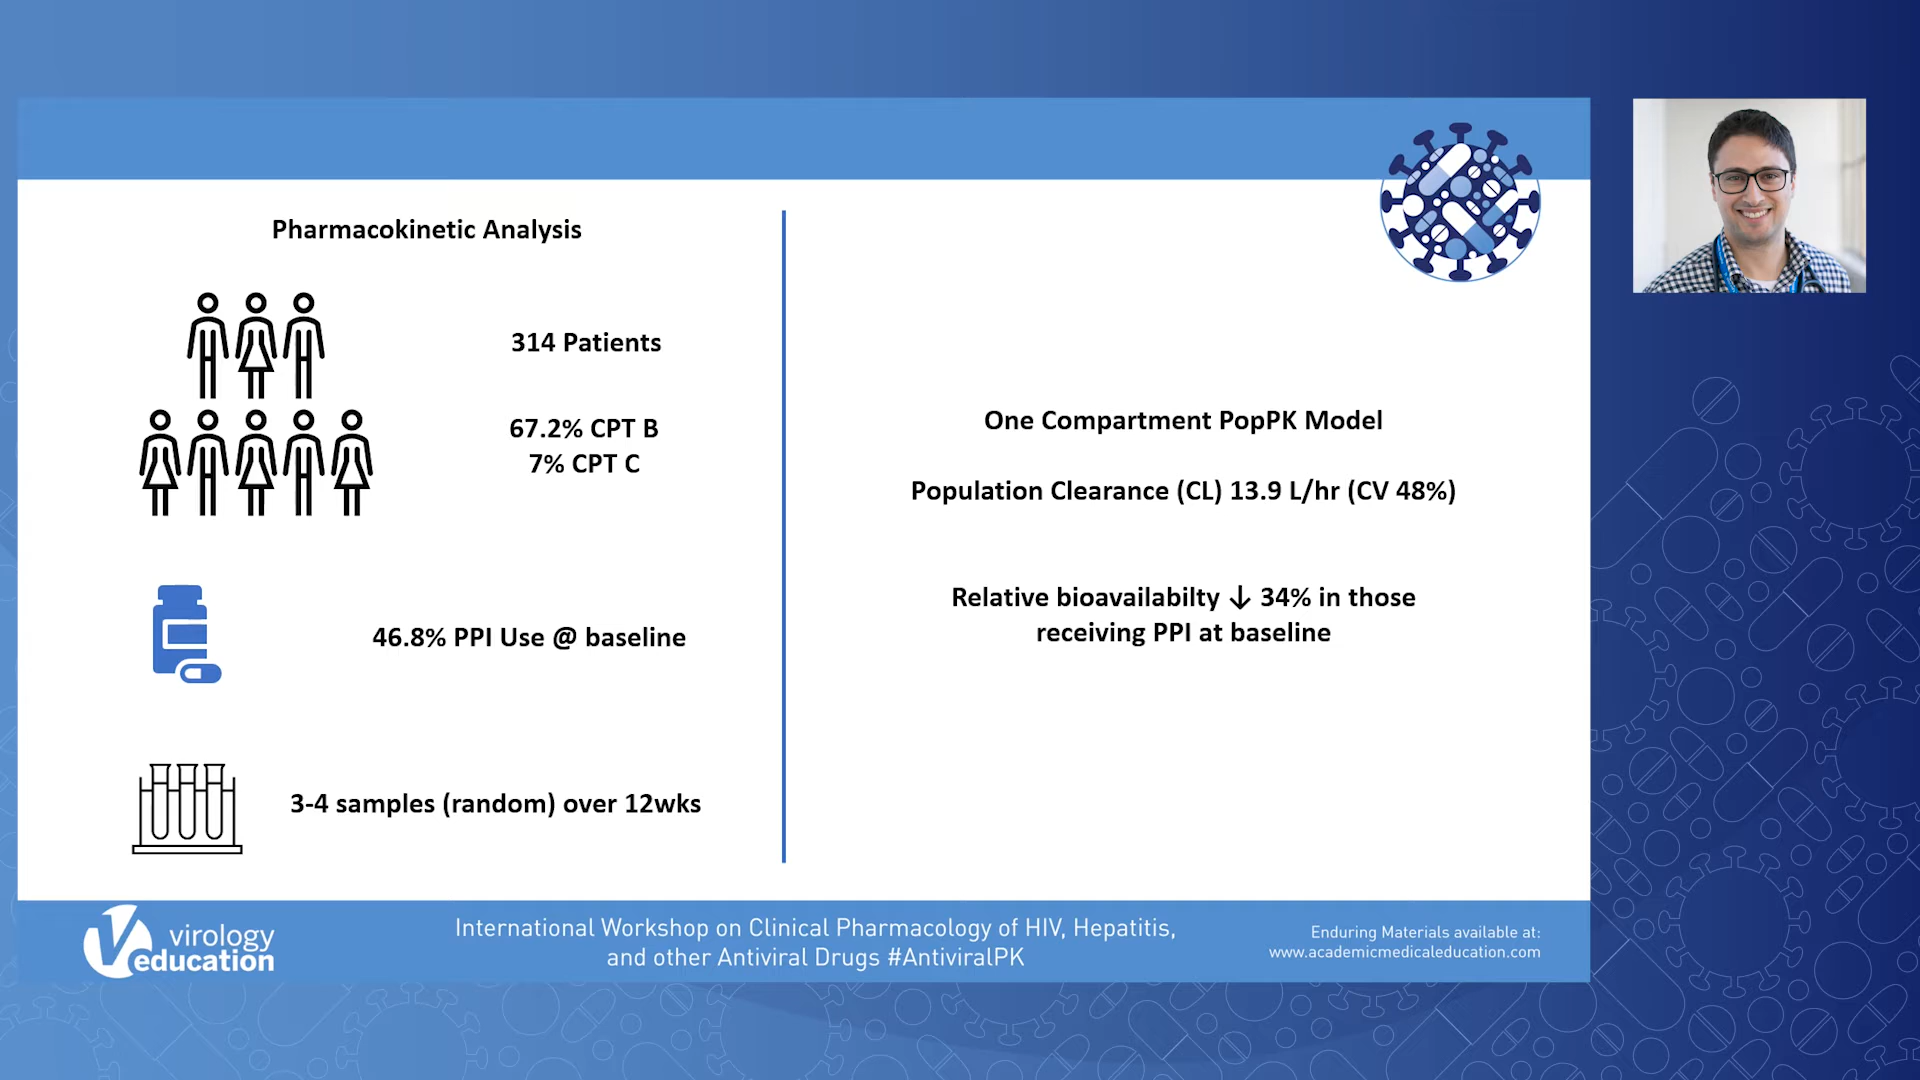 Pharmacokinetic Analysis
314 Patients
67.2% CPT B
7% CPT C
46.8% PPI Use @ baseline
3-4 samples (random) over 12wks
One Compartment PopPK Model
Population Clearance (CL) 13.9 L/hr (CV 48%)
Relative bioavailabilty ↓ 34% in those
receiving PPI at baseline
virology
education
International Workshop on Clinical Pharmacology of HIV, Hepatitis,
and other Antiviral Drugs #AntiviralPK
Enduring Materials available at:
www.academicmedicaleducation.com